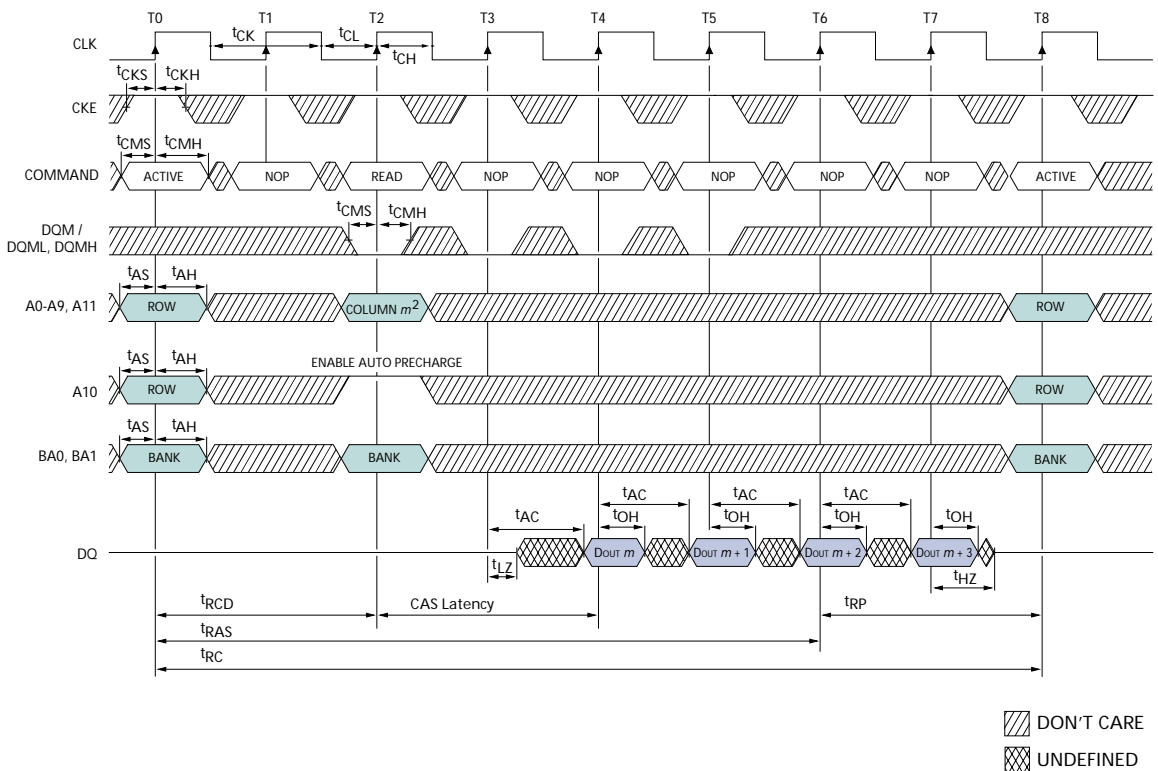 T0 T1 T2 T3 T4 T5 T6 T7 T8
CLK
tCK tCL
tCH
tCKS tCKH
CKE
tCMS tCMH
COMMAND ACTIVE NOP READ NOP NOP NOP NOP NOP ACTIVE
tCMS tCMH
DQM /
DQML, DQMH
tAS tAH
A0-A9, A11 ROW COLUMN m2 ROW
ENABLE AUTO PRECHARGE
tAS tAH
A10 ROW ROW
tAS tAH
BA0, BA1 BANK BANK BANK
tAC tAC tAC tAC
tOH tOH tOH tOH
DQ DOUT m DOUT m + 1 DOUT m + 2 DOUT m + 3
tLZ tHZ
tRCD CAS Latency tRP
tRAS
tRC
DON'T CARE
UNDEFINED